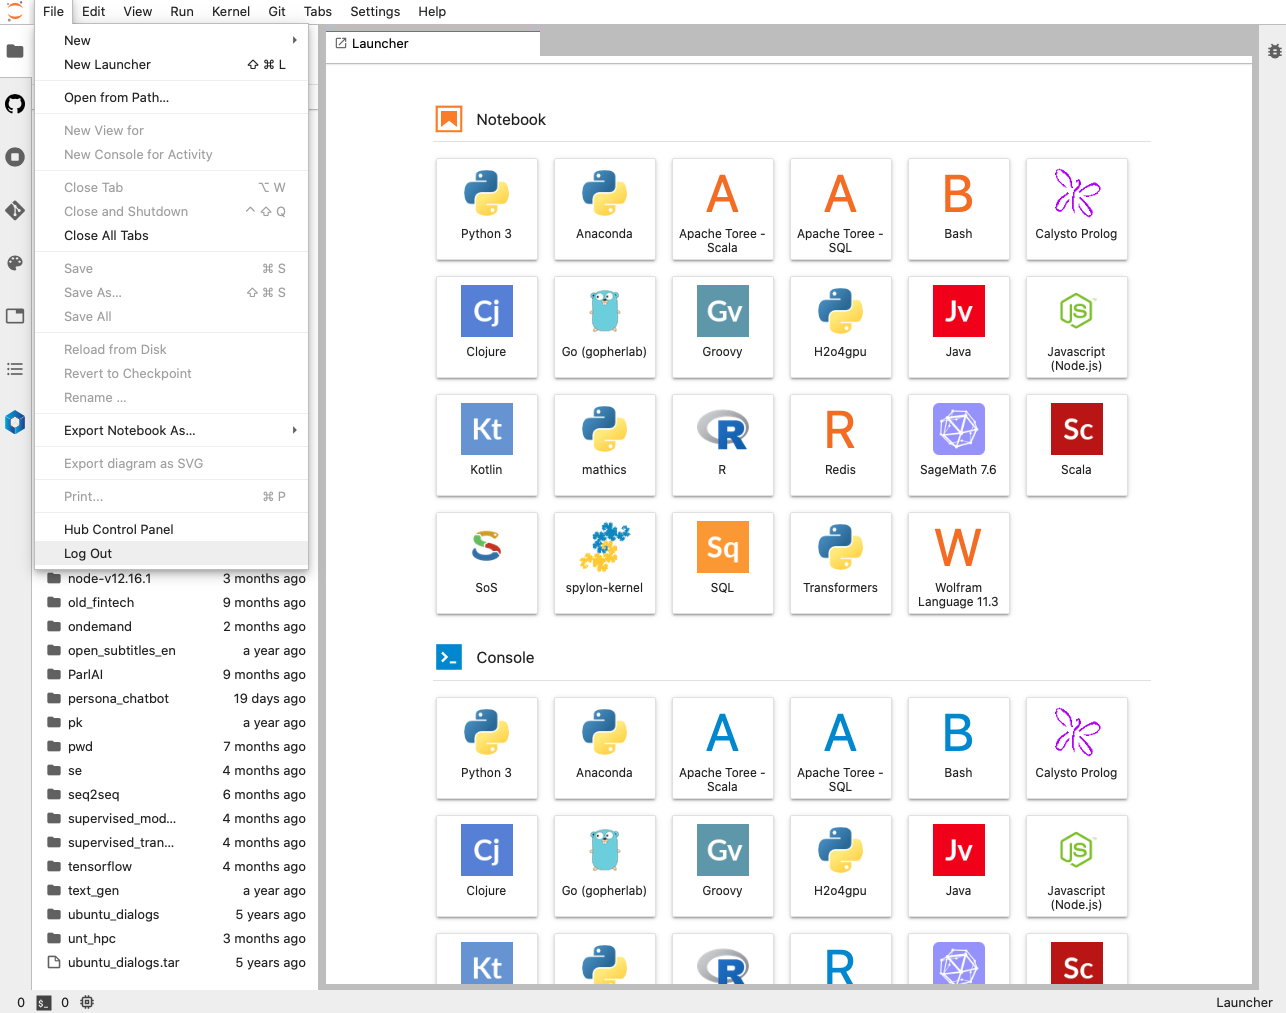 File Edit View Run Kernel Git Tabs Settings Help
New
New Launcher ⇧ ⌘ L
Open from Path...
New View for
New Console for Activity
Close Tab ⌥ W
Close and Shutdown ^ ⇧ Q
Close All Tabs
Save ⌘ S
Save As... ⇧ ⌘ S
Save All
Reload from Disk
Revert to Checkpoint
Rename ...
Export Notebook As...
Export diagram as SVG
Print... ⌘ P
Hub Control Panel
Log Out
node-v12.16.1 3 months ago
old_fintech 9 months ago
ondemand 2 months ago
open_subtitles_en a year ago
ParlAI 9 months ago
persona_chatbot 19 days ago
pk a year ago
pwd 7 months ago
se 4 months ago
seq2seq 6 months ago
supervised_mod... 4 months ago
supervised_tran... 4 months ago
tensorflow 4 months ago
text_gen a year ago
ubuntu_dialogs 5 years ago
unt_hpc 3 months ago
ubuntu_dialogs.tar 5 years ago
Launcher
Notebook
A A B
Python 3 Anaconda Apache Toree - Apache Toree - Bash Calysto Prolog
Scala SQL
Cj Gv Jv JS
Clojure Go (gopherlab) Groovy H2o4gpu Java Javascript
(Node.js)
Kt R R Sc
Kotlin mathics R Redis SageMath 7.6 Scala
Sq W
SoS spylon-kernel SQL Transformers Wolfram
Language 11.3
>_ Console
A A B
Python 3 Anaconda Apache Toree - Apache Toree - Bash Calysto Prolog
Scala SQL
Cj Gv Jv JS
Clojure Go (gopherlab) Groovy H2o4gpu Java Javascript
(Node.js)
Kt R R Sc
0 $_ 0 Launcher